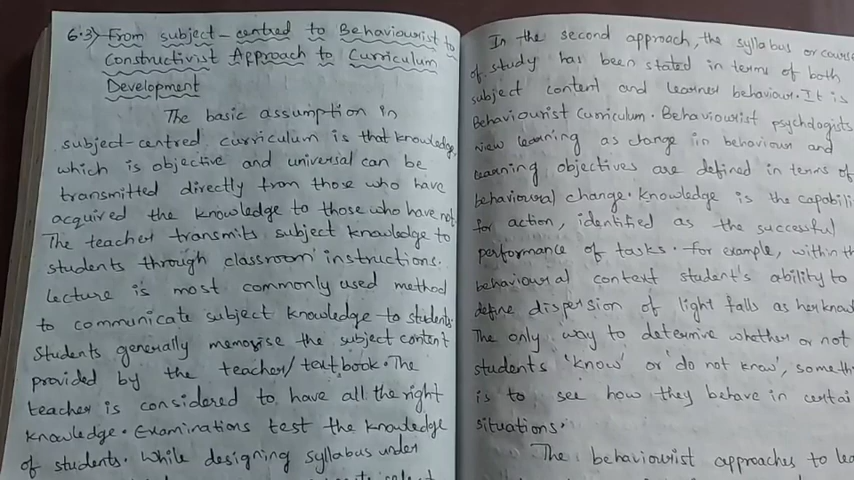 6.3) From subject-centred to Behaviourist to
Constructivist Approach to Curriculum
Development
The basic assumption in
subject-centred curriculum is that knowledge
which is objective and universal can be
transmitted directly from those who have
acquired the knowledge to those who have not.
The teacher transmits subject knowledge to
students through classroom instructions.
Lecture is most commonly used method
to communicate subject knowledge to students.
Students generally memorise the subject content
provided by the teacher/textbook. The
teacher is considered to have all the right
knowledge. Examinations test the knowledge
of students. While designing syllabus under
In the second approach, the syllabus or course
of study has been stated in terms of both
subject content and learner behaviour. It is
Behaviourist curriculum. Behaviourist psychologists
view learning as change in behaviour and
learning objectives are defined in terms of
behavioural change. Knowledge is the capabili
for action, identified as the successful
performance of tasks. For example, within th
behavioural context student's ability to
define dispersion of light falls as her know
The only way to determine whether or not
students 'know' or 'do not know', someth
is to see how they behave in certai
situations.
The behaviourist approaches to lea